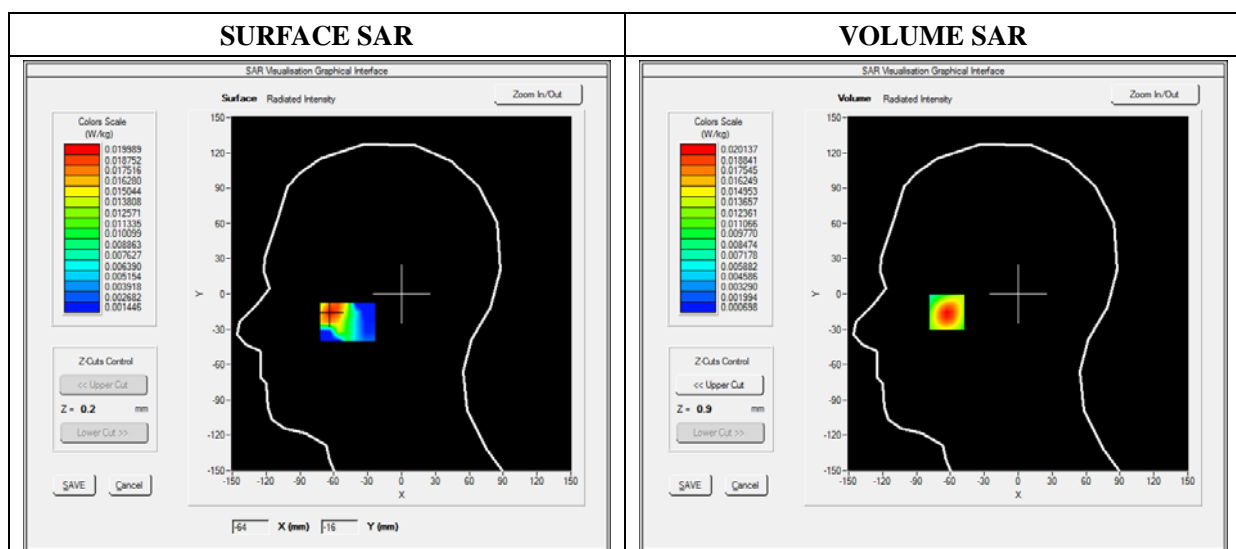 SURFACE SAR
VOLUME SAR
SAR Visualisation Graphical Interface
Surface Radiated Intensity
Zoom In/Out
Colors Scale
(W/kg)
0.019989
0.018752
0.017516
0.016280
0.015044
0.013808
0.012571
0.011335
0.010099
0.008863
0.007627
0.006390
0.005154
0.003918
0.002682
0.001446
150
120
90
60
30
0
-30
-60
-90
-120
-150
Y
-150 -120 -90 -60 -30 0 30 60 90 120 150
X
Z-Cuts Control
<< Upper Cut
Z = 0.2 mm
Lower Cut >>
SAVE Cancel
-64 X (mm) -16 Y (mm)
SAR Visualisation Graphical Interface
Volume Radiated Intensity
Zoom In/Out
Colors Scale
(W/kg)
0.020137
0.018841
0.017545
0.016249
0.014953
0.013657
0.012361
0.011066
0.009770
0.008474
0.007178
0.005882
0.004586
0.003290
0.001994
0.000698
150
120
90
60
30
0
-30
-60
-90
-120
-150
Y
-150 -120 -90 -60 -30 0 30 60 90 120 150
X
Z-Cuts Control
<< Upper Cut
Z = 0.9 mm
Lower Cut >>
SAVE Cancel